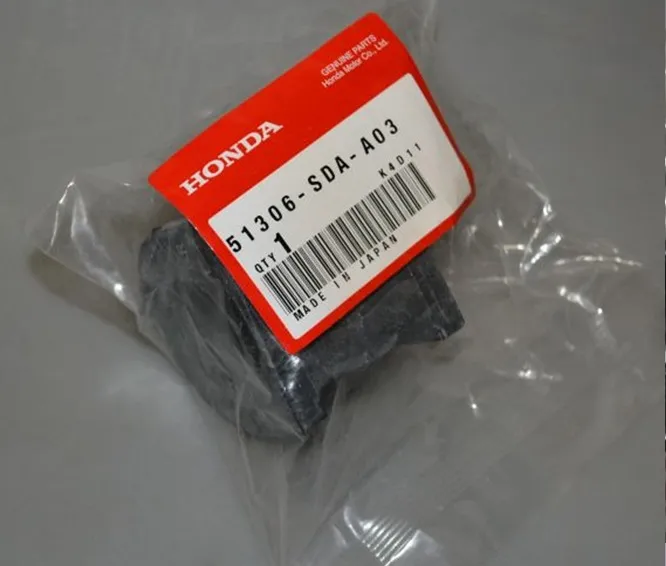 GENUINE PARTS
Honda Motor Co., Ltd.
HONDA
51306-SDA-A03
K4D11
QTY 1
MADE IN JAPAN